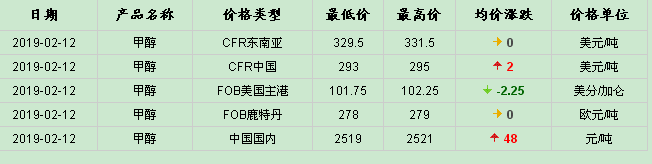 日期 产品名称 价格类型 最低价 最高价 均价涨跌 价格单位
2019-02-12 甲醇 CFR东南亚 329.5 331.5 0 美元/吨
2019-02-12 甲醇 CFR中国 293 295 2 美元/吨
2019-02-12 甲醇 FOB美国主港 101.75 102.25 -2.25 美分/加仑
2019-02-12 甲醇 FOB鹿特丹 278 279 0 欧元/吨
2019-02-12 甲醇 中国国内 2519 2521 48 元/吨